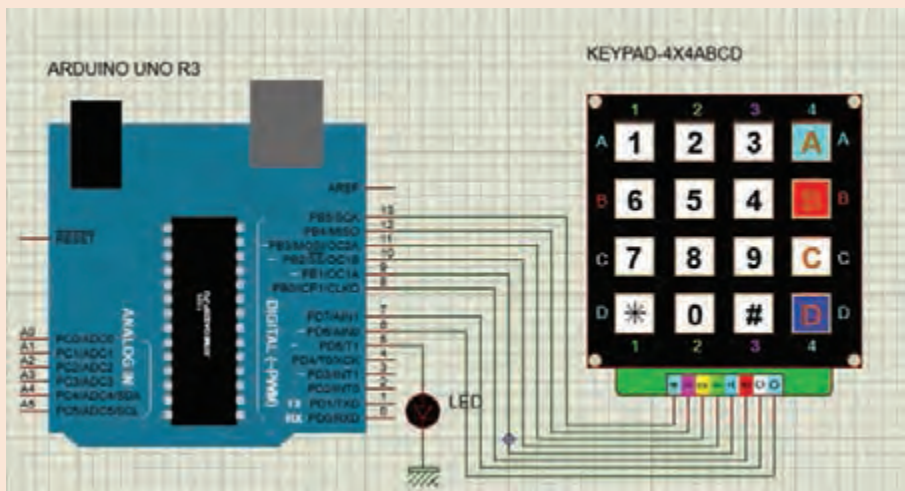 ARDUINO UNO R3
KEYPAD-4X4ABCD
AREF
RESET
PB5/SCK 13
PB4/MISO 12
PB3/MOSI/OC2A 11
PB2/SS/OC1B 10
PB1/OC1A 9
PB0/ICP1/CLKO 8
PD7/AIN1 7
PD6/AIN0 6
PD5/T1 5
PD4/T0/XCK 4
PD3/INT1 3
PD2/INT0 2
TX PD1/TXD 1
RX PD0/RXD 0
DIGITAL (~PWM)
ANALOG IN
A0 PC0/ADC0
A1 PC1/ADC1
A2 PC2/ADC2
A3 PC3/ADC3
A4 PC4/ADC4/SDA
A5 PC5/ADC5/SCL
LED
1 2 3 4
A 1 2 3 A A
B 6 5 4 B B
C 7 8 9 C C
D * 0 # D D
1 2 3 4